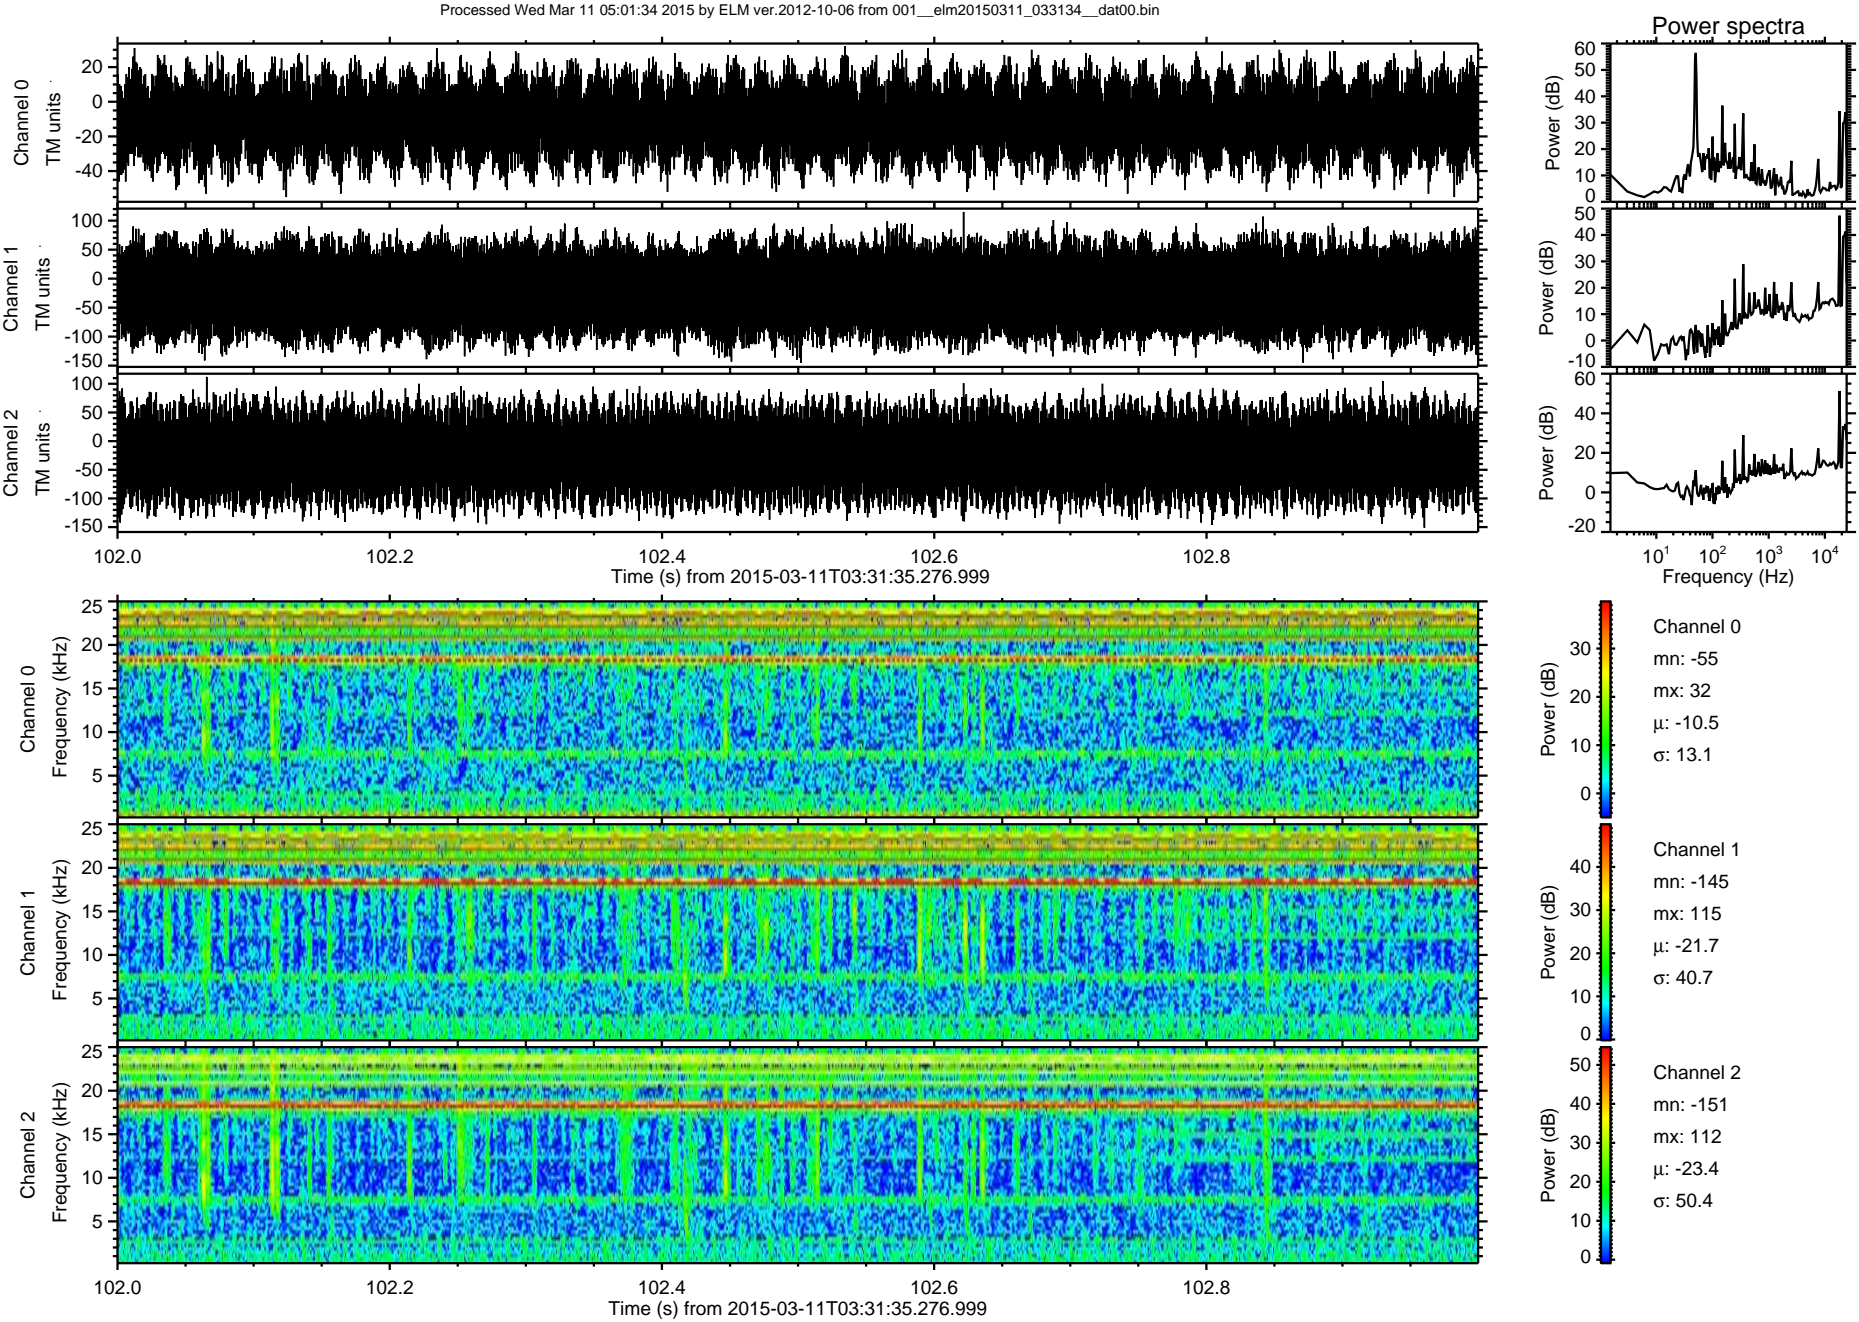 Processed Wed Mar 11 05:01:34 2015 by ELM ver.2012-10-06 from 001__elm20150311_033134__dat00.bin
Power spectra
Channel 0
TM units
20
0
-20
-40
Power (dB)
60
50
40
30
20
10
0
Channel 1
TM units
100
50
0
-50
-100
-150
Power (dB)
50
40
30
20
10
0
-10
Channel 2
TM units
100
50
0
-50
-100
-150
Power (dB)
60
40
20
0
-20
102.0 102.2 102.4 102.6 102.8
Time (s) from 2015-03-11T03:31:35.276.999
10¹ 10² 10³ 10⁴
Frequency (Hz)
Channel 0
Frequency (kHz)
25
20
15
10
5
Power (dB)
30
20
10
0
Channel 0
mn: -55
mx: 32
μ: -10.5
σ: 13.1
Channel 1
Frequency (kHz)
25
20
15
10
5
Power (dB)
40
30
20
10
0
Channel 1
mn: -145
mx: 115
μ: -21.7
σ: 40.7
Channel 2
Frequency (kHz)
25
20
15
10
5
Power (dB)
50
40
30
20
10
0
Channel 2
mn: -151
mx: 112
μ: -23.4
σ: 50.4
102.0 102.2 102.4 102.6 102.8
Time (s) from 2015-03-11T03:31:35.276.999